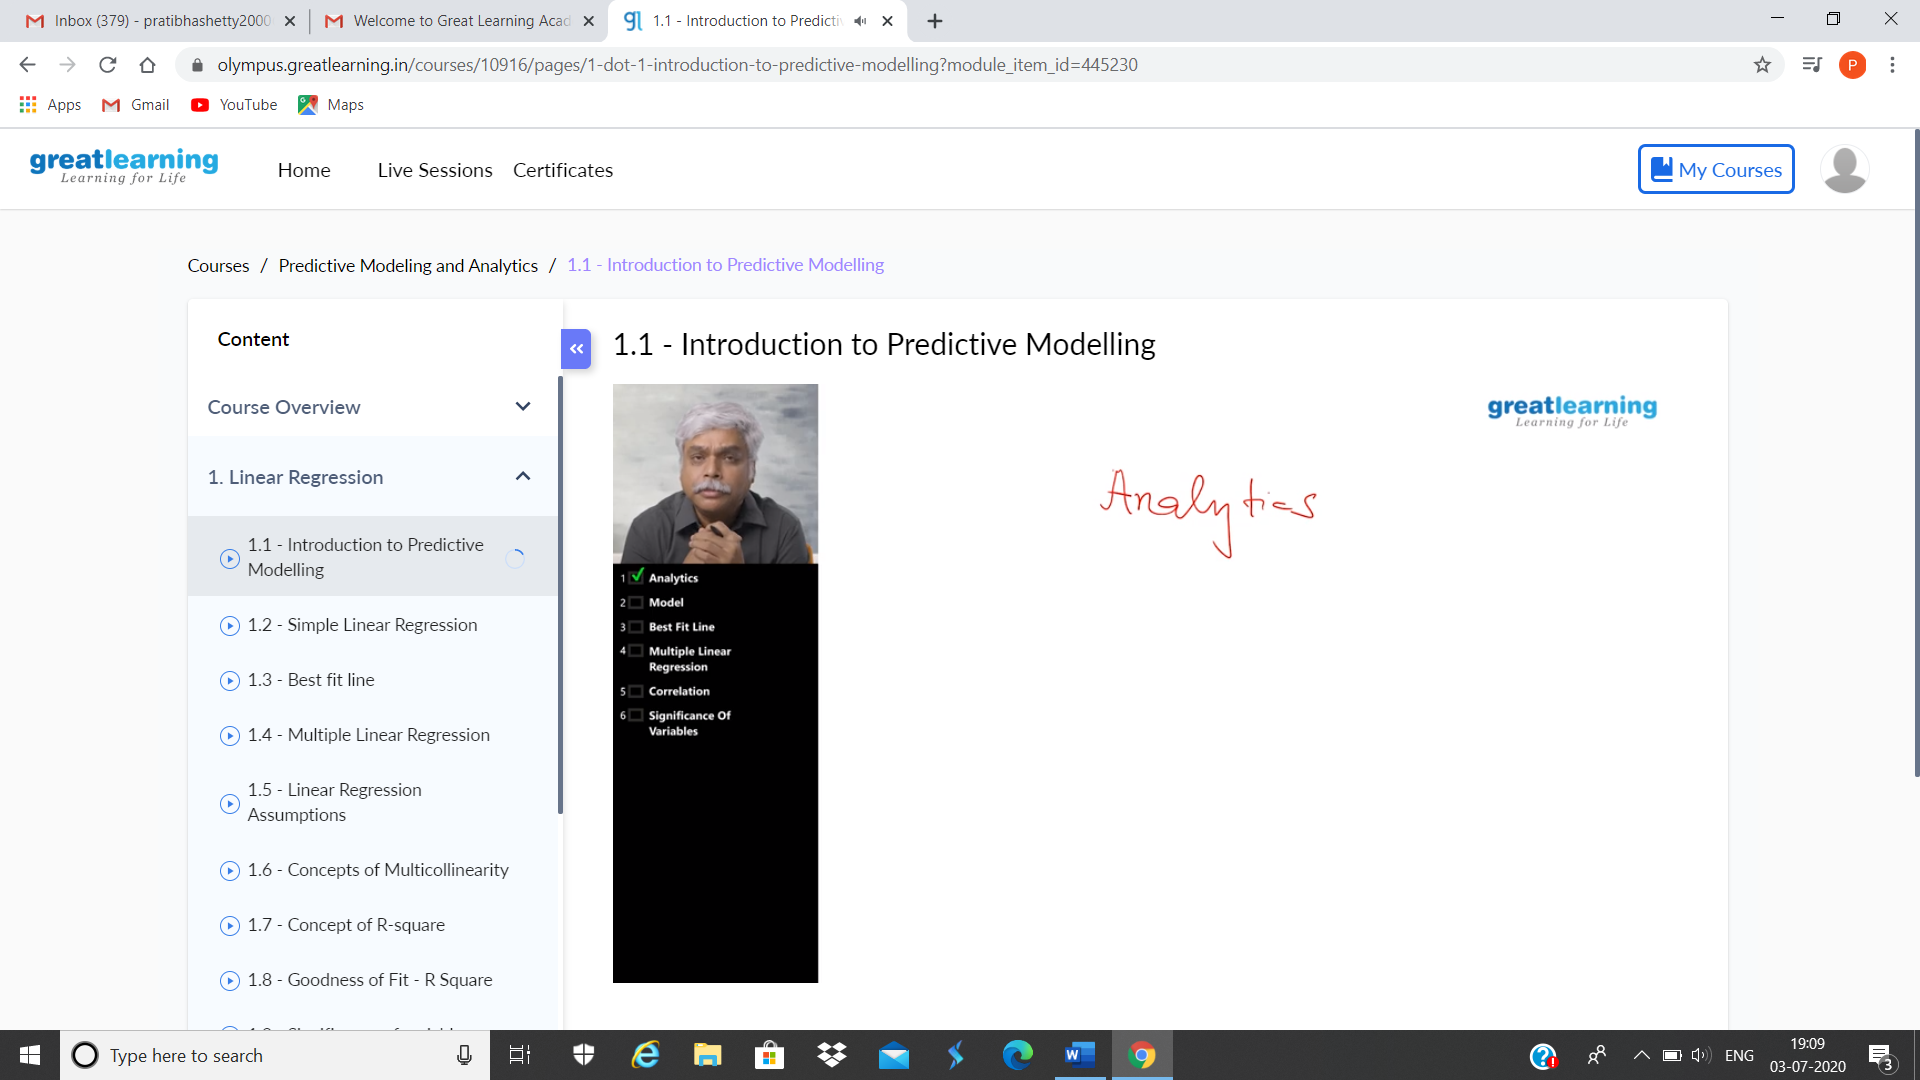 Inbox (379) - pratibhashetty2000
Welcome to Great Learning Acad
gl 1.1 - Introduction to Predictiv
olympus.greatlearning.in/courses/10916/pages/1-dot-1-introduction-to-predictive-modelling?module_item_id=445230
P
Apps Gmail YouTube Maps
greatlearning
Learning for Life
Home Live Sessions Certificates
My Courses
Courses / Predictive Modeling and Analytics / 1.1 - Introduction to Predictive Modelling
Content
Course Overview
1. Linear Regression
1.1 - Introduction to Predictive
Modelling
1.2 - Simple Linear Regression
1.3 - Best fit line
1.4 - Multiple Linear Regression
1.5 - Linear Regression
Assumptions
1.6 - Concepts of Multicollinearity
1.7 - Concept of R-square
1.8 - Goodness of Fit - R Square
1.1 - Introduction to Predictive Modelling
greatlearning
Learning for Life
Analytics
1 Analytics
2 Model
3 Best Fit Line
4 Multiple Linear
Regression
5 Correlation
6 Significance Of
Variables
Type here to search
W
ENG
19:09
03-07-2020
3